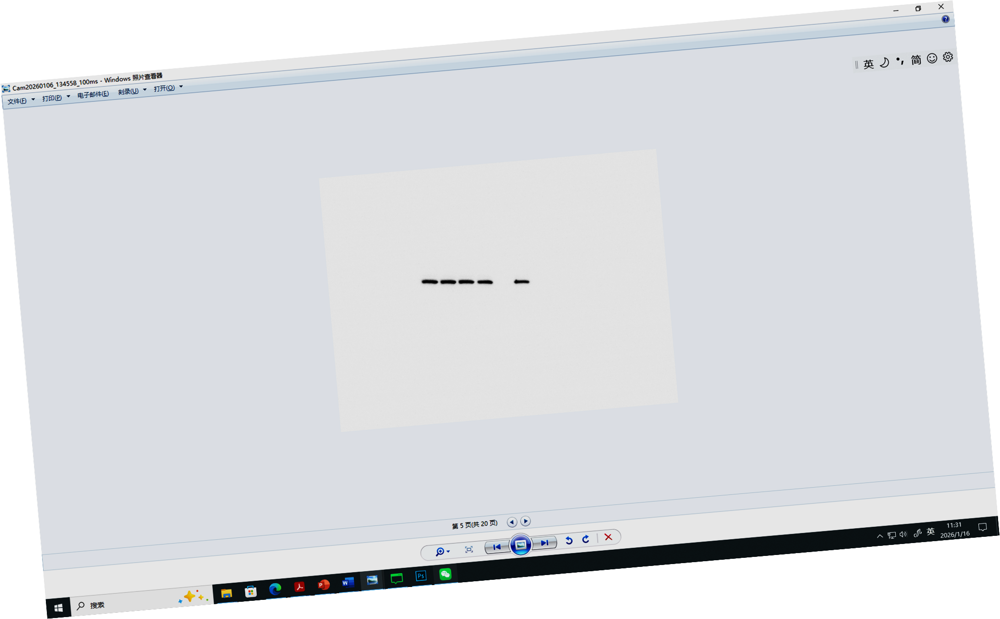 Cam20260106_134558_100ms - Windows 照片查看器
文件(F) 打印(P) 电子邮件(E) 刻录(U) 打开(O)
英 简
第 5 页(共 20 页)
搜索
P
W
Ps
英
11:31
2026/1/16